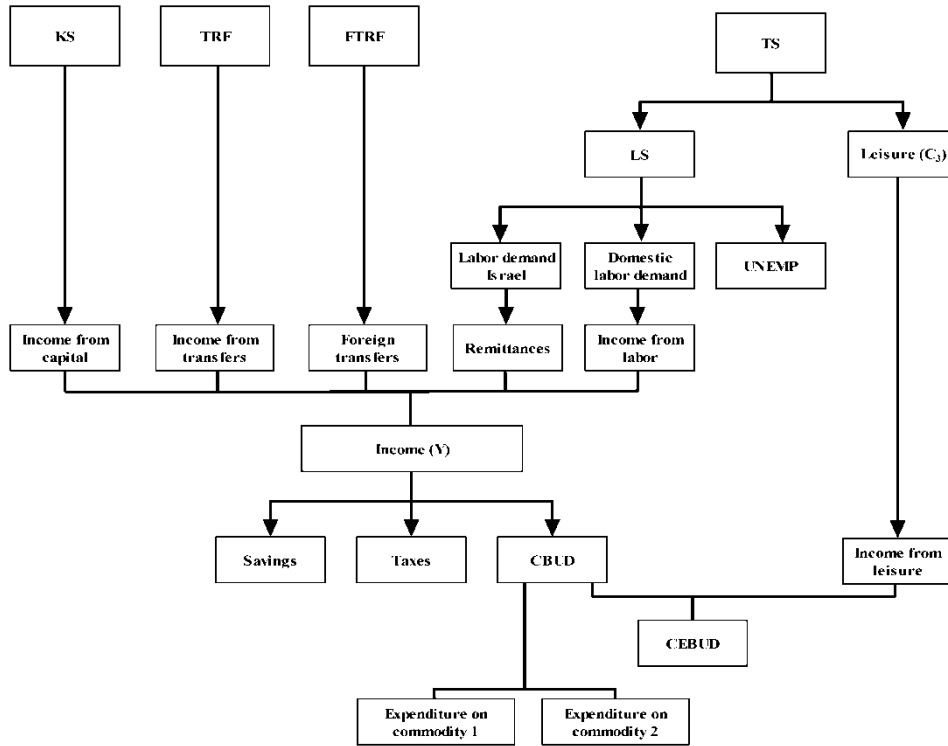 KS
TRF
FTRF
TS
LS
Leisure (C₃)
Labor demand
Israel
Domestic
labor demand
UNEMP
Income from
capital
Income from
transfers
Foreign
transfers
Remittances
Income from
labor
Income (Y)
Savings
Taxes
CBUD
Income from
leisure
CEBUD
Expenditure on
commodity 1
Expenditure on
commodity 2